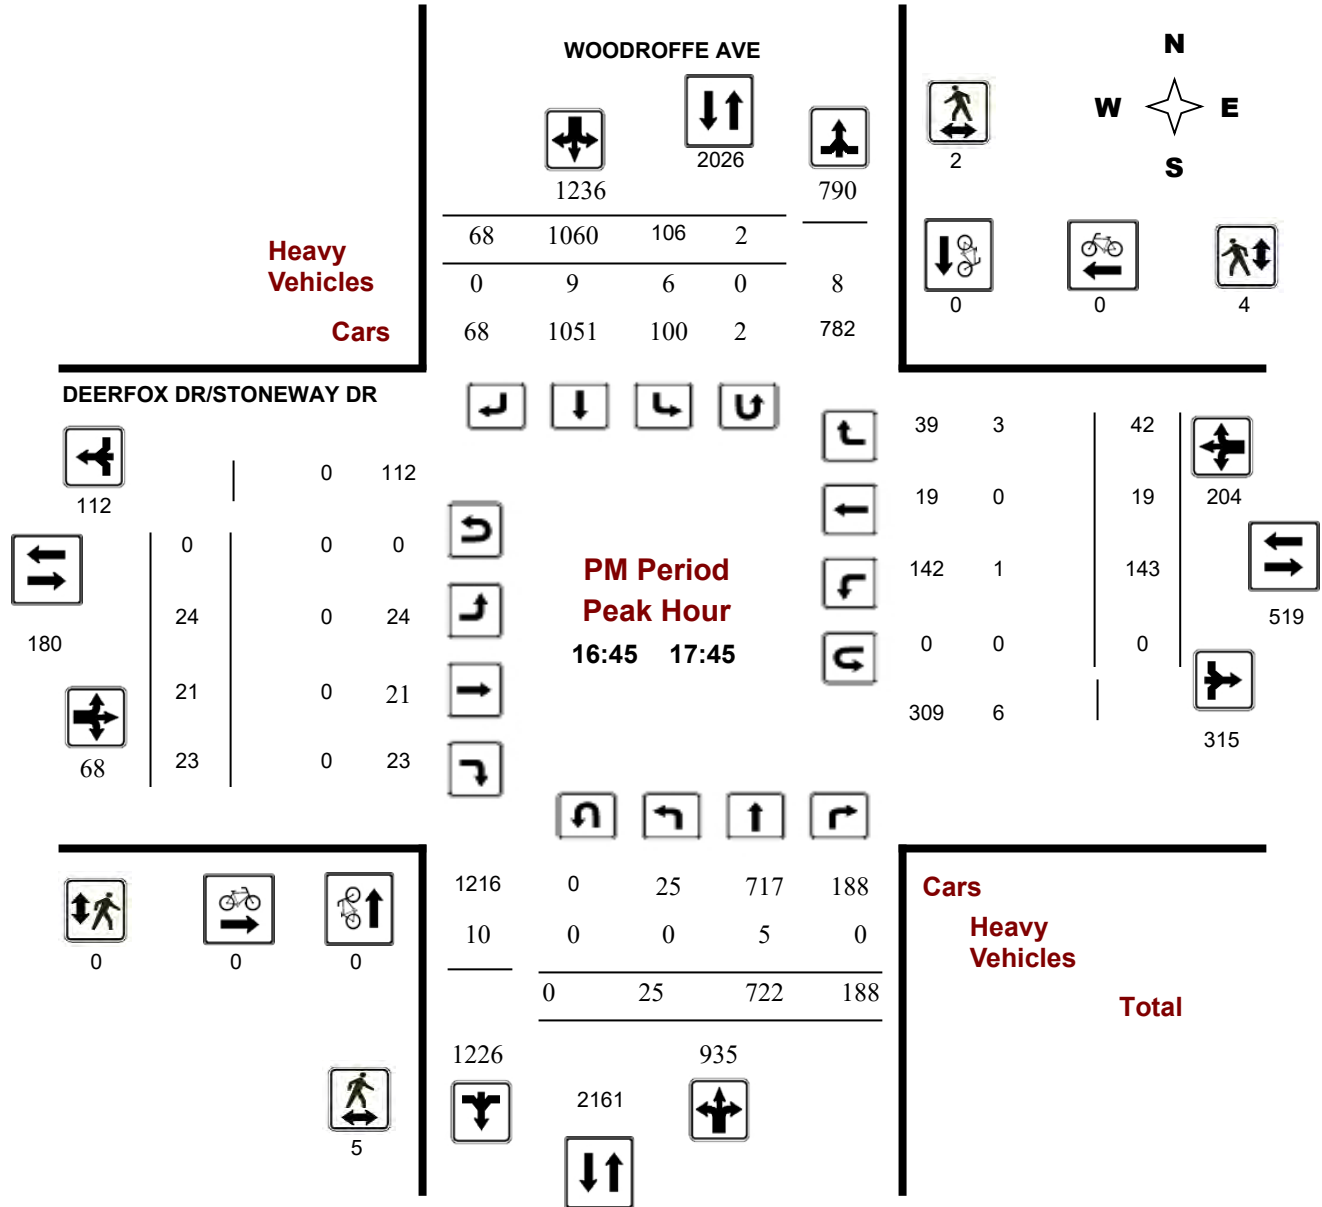 WOODROFFE AVE
N
W E
S
2026
2
1236 790
68 1060 106 2
Heavy
Vehicles 0 9 6 0 8
0 0 4
Cars 68 1051 100 2 782
DEERFOX DR/STONEWAY DR
39 3 42
0 112
112
19 0 19 204
0 0 0
PM Period
142 1 143
Peak Hour
24 0 24 519
180
16:45 17:45
0 0 0
21 0 21
309 6
315
68 23 0 23
1216 0 25 717 188 Cars
10 0 0 5 0 Heavy
Vehicles
0 0 0
0 25 722 188 Total
1226 935
2161
5